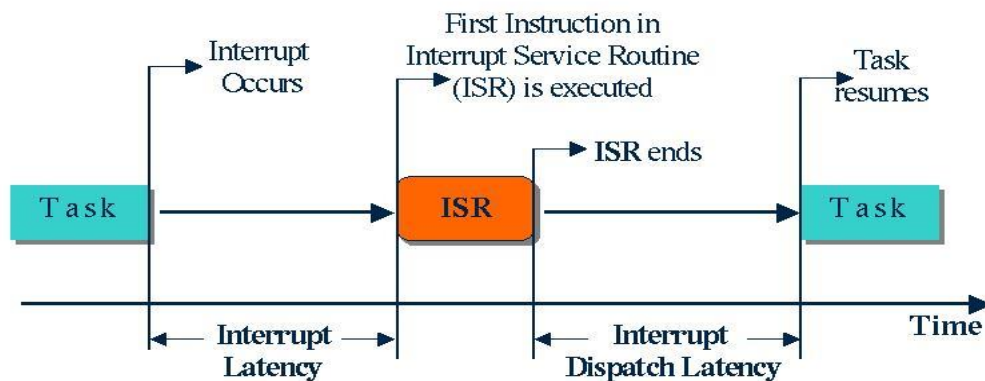 Interrupt
Occurs
First Instruction in
Interrupt Service Routine
(ISR) is executed
Task
resumes
ISR ends
Task
ISR
Task
Time
Interrupt
Latency
Interrupt
Dispatch Latency